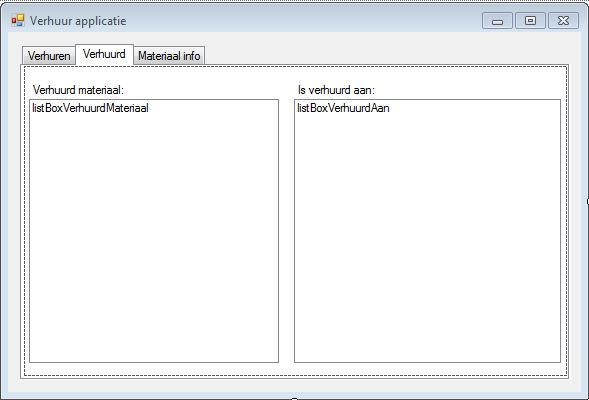 Verhuur applicatie
Verhuren Verhuurd Materiaal info
Verhuurd materiaal: Is verhuurd aan:
listBoxVerhuurdMateriaal listBoxVerhuurdAan